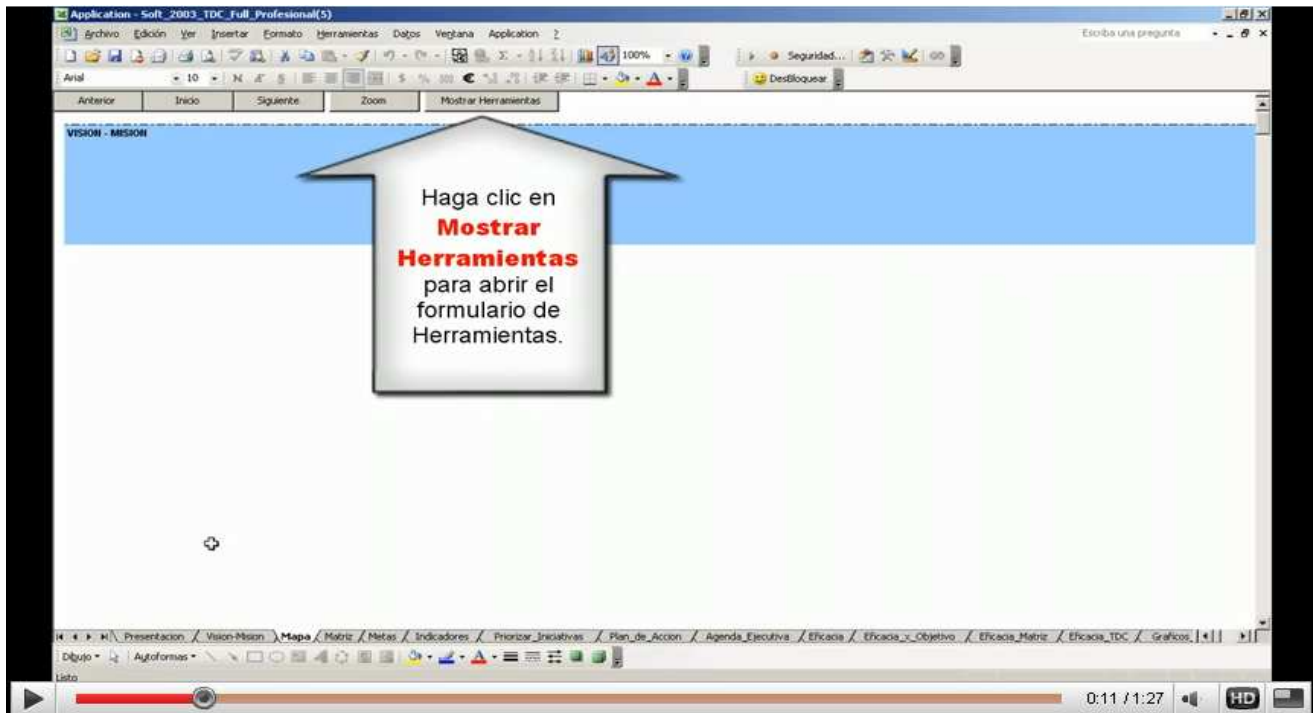 Application - Soft_2003_TDC_Full_Profesional(5)
Archivo Edición Ver Insertar Formato Herramientas Datos Ventana Application ? Escriba una pregunta
100% Seguridad...
Arial 10 N K S $ % 000 € Desbloquear
Anterior Inicio Siguiente Zoom Mostrar Herramientas
VISION - MISION
Haga clic en
Mostrar
Herramientas
para abrir el
formulario de
Herramientas.
Presentacion / Vision-Mision \ Mapa / Matriz / Metas / Indicadores / Priorizar_Iniciativas / Plan_de_Accion / Agenda_Ejecutiva / Eficacia / Eficacia_x_Objetivo / Eficacia_Matriz / Eficacia_TDC / Graficos
Dibujo Autoformas
Listo
0:11 / 1:27 HD